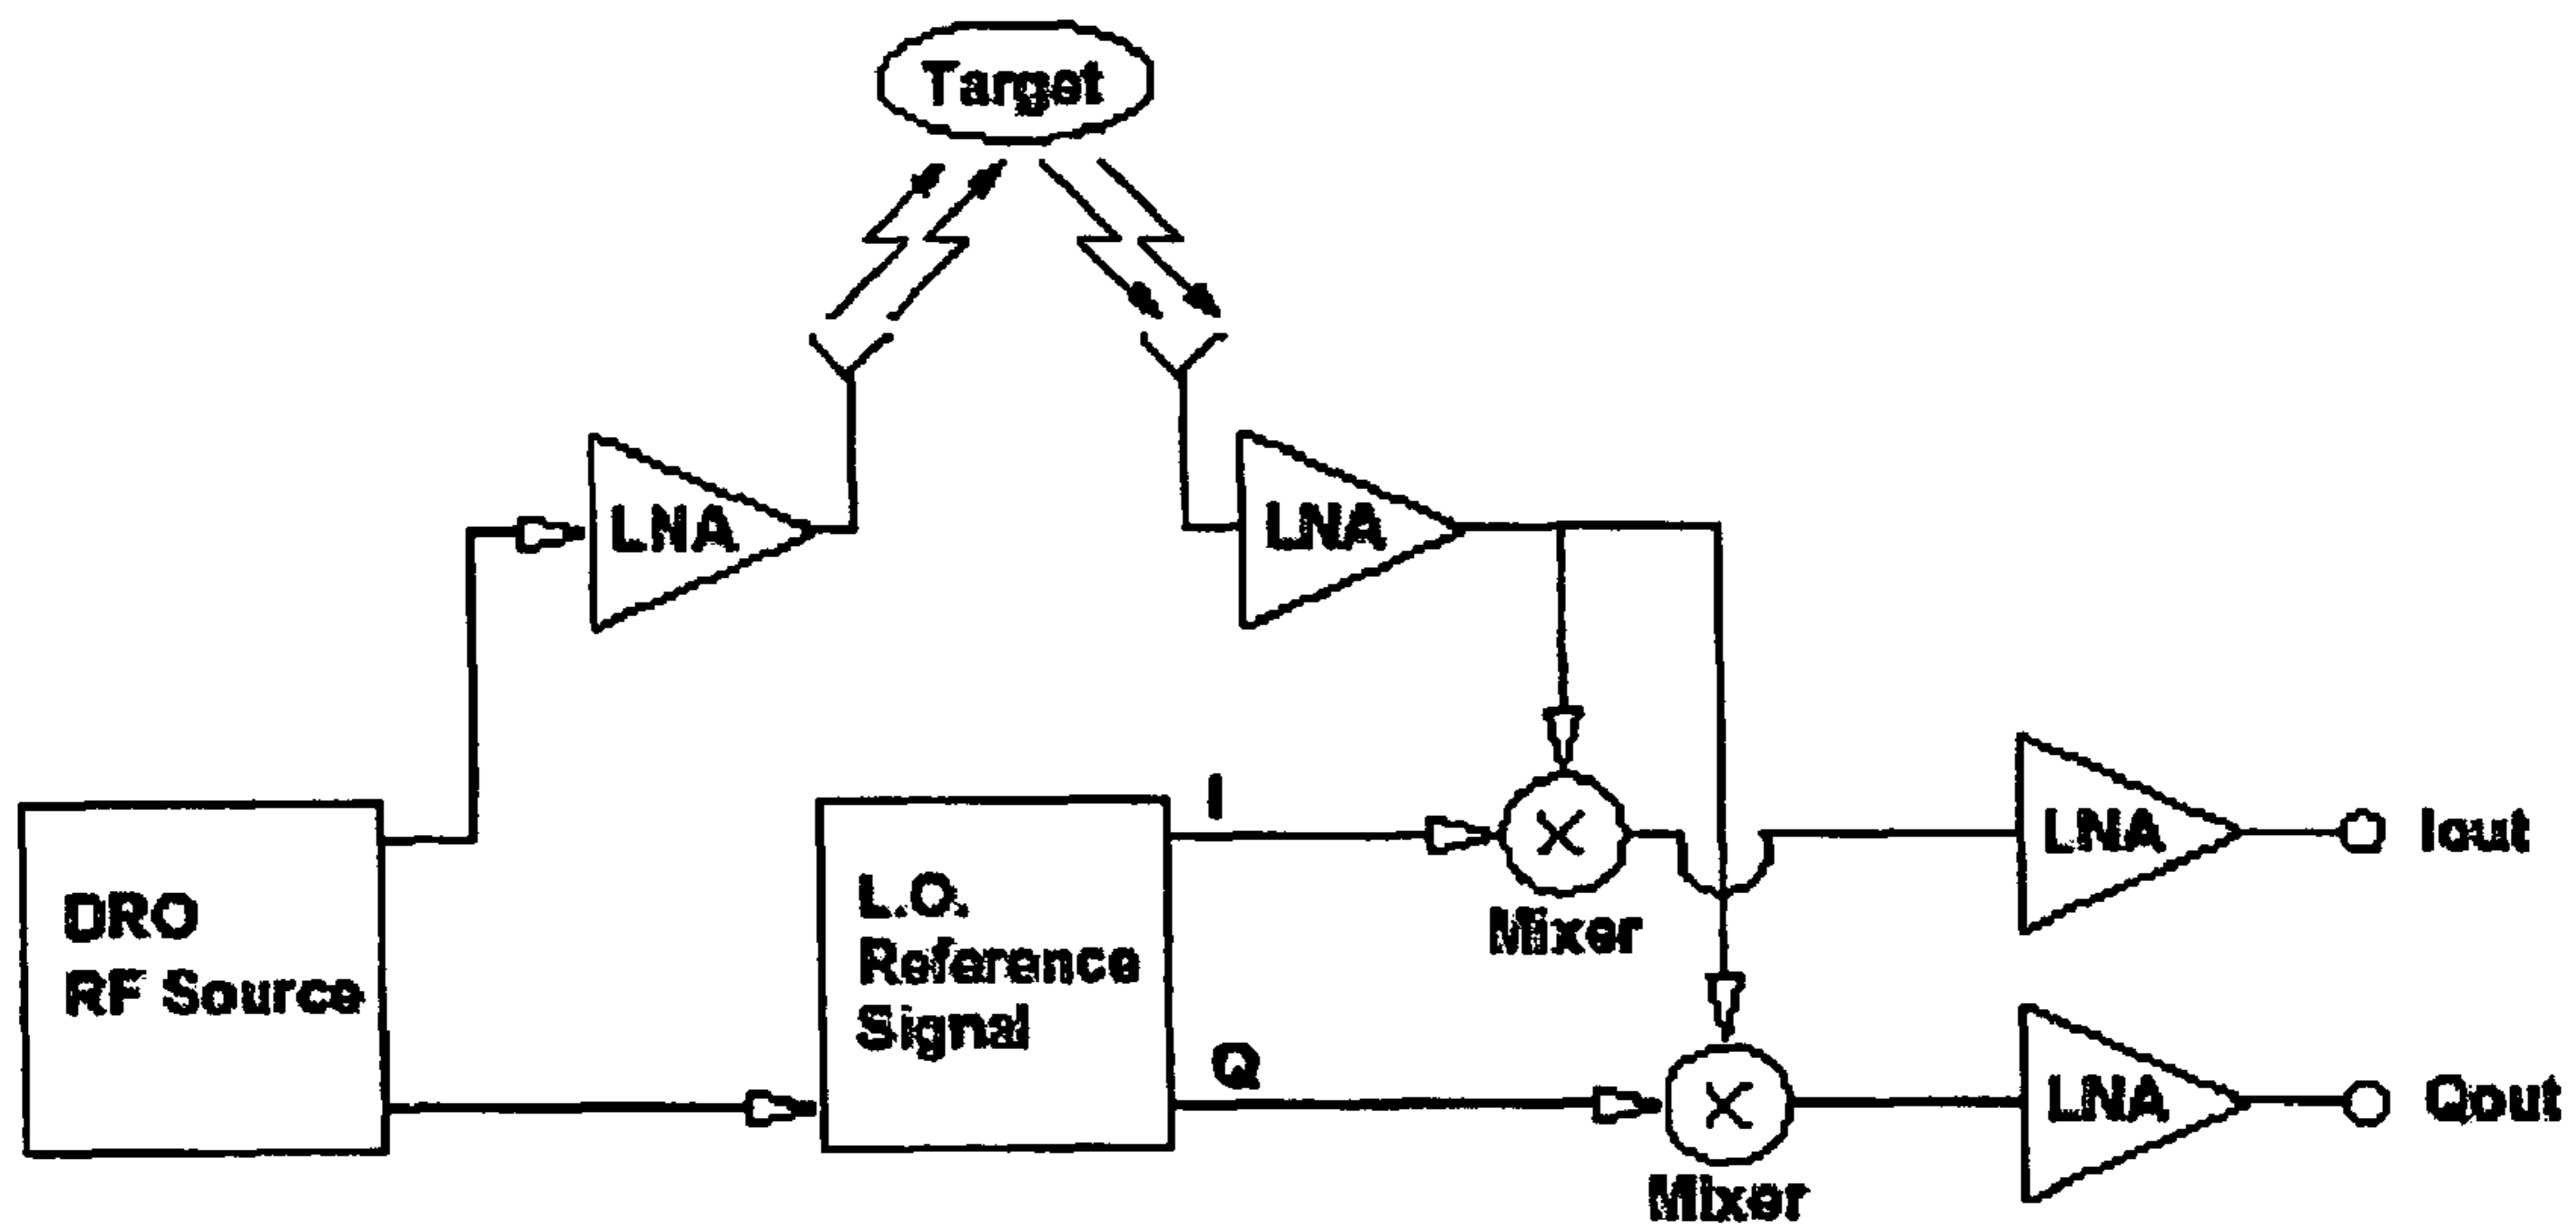 Target
LNA
LNA
I
LNA
Iout
DRO
RF Source
L.O.
Reference
Signal
Mixer
Q
LNA
Qout
Mixer